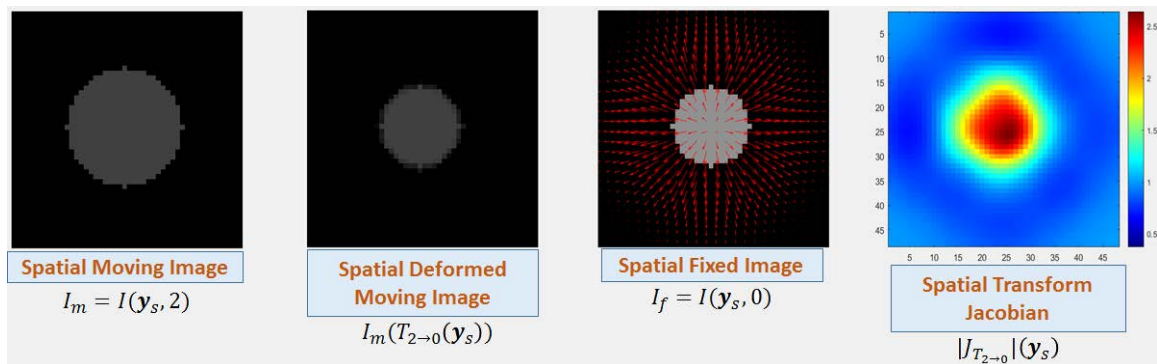 Spatial Moving Image
I_m = I(y_s, 2)
Spatial Deformed
Moving Image
I_m(T_{2→0}(y_s))
Spatial Fixed Image
I_f = I(y_s, 0)
5
10
15
20
25
30
35
40
45
5 10 15 20 25 30 35 40 45
2.5
2
1.5
1
0.5
Spatial Transform
Jacobian
|J_{T_{2→0}}|(y_s)